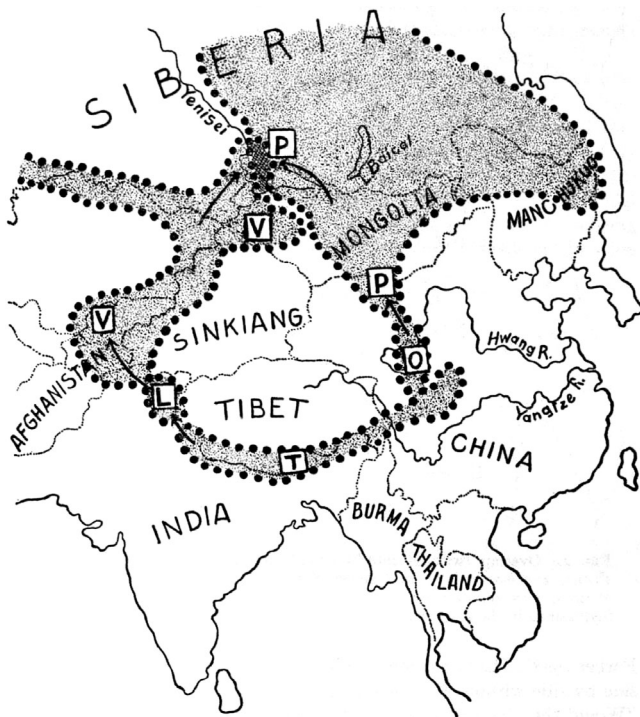 SIBERIA
Yenisei
P
L. Baical
MANCHUKUO
V
MONGOLIA
P
V
SINKIANG
Hwang R.
O
AFGHANISTAN
L
TIBET
Yangtze R.
T
CHINA
INDIA
BURMA
THAILAND